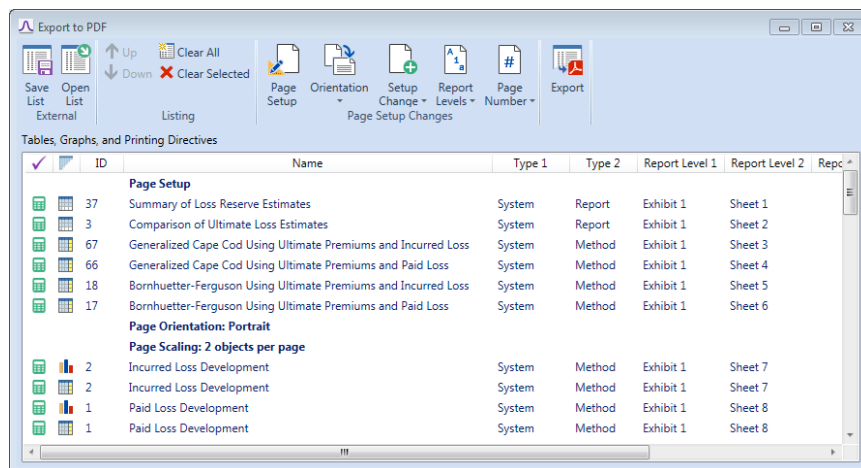 Export to PDF
Up Clear All
Down Clear Selected
Save List
Open List
Page Setup
Orientation
Setup Change
Report Levels
Page Number
Export
External Listing Page Setup Changes
Tables, Graphs, and Printing Directives
ID Name Type 1 Type 2 Report Level 1 Report Level 2 Repo
Page Setup
37 Summary of Loss Reserve Estimates System Report Exhibit 1 Sheet 1
3 Comparison of Ultimate Loss Estimates System Report Exhibit 1 Sheet 2
67 Generalized Cape Cod Using Ultimate Premiums and Incurred Loss System Method Exhibit 1 Sheet 3
66 Generalized Cape Cod Using Ultimate Premiums and Paid Loss System Method Exhibit 1 Sheet 4
18 Bornhuetter-Ferguson Using Ultimate Premiums and Incurred Loss System Method Exhibit 1 Sheet 5
17 Bornhuetter-Ferguson Using Ultimate Premiums and Paid Loss System Method Exhibit 1 Sheet 6
Page Orientation: Portrait
Page Scaling: 2 objects per page
2 Incurred Loss Development System Method Exhibit 1 Sheet 7
2 Incurred Loss Development System Method Exhibit 1 Sheet 7
1 Paid Loss Development System Method Exhibit 1 Sheet 8
1 Paid Loss Development System Method Exhibit 1 Sheet 8